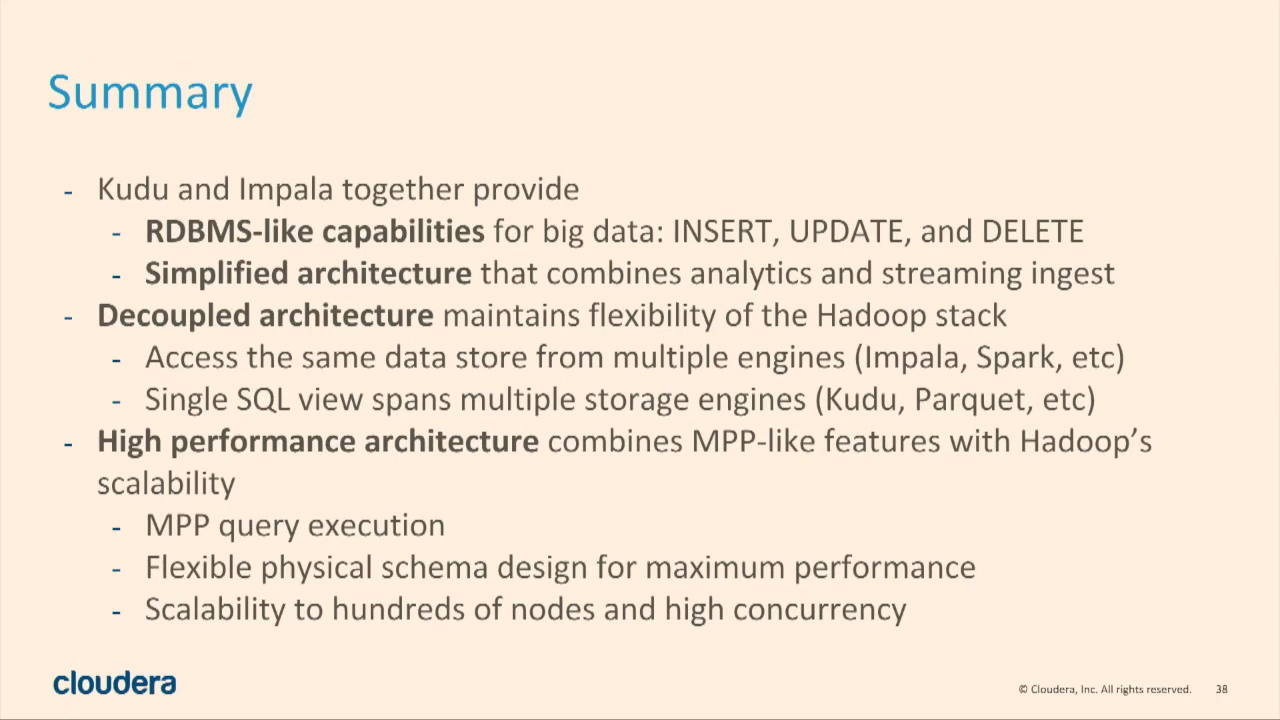 Summary
- Kudu and Impala together provide
- RDBMS-like capabilities for big data: INSERT, UPDATE, and DELETE
- Simplified architecture that combines analytics and streaming ingest
- Decoupled architecture maintains flexibility of the Hadoop stack
- Access the same data store from multiple engines (Impala, Spark, etc)
- Single SQL view spans multiple storage engines (Kudu, Parquet, etc)
- High performance architecture combines MPP-like features with Hadoop’s
scalability
- MPP query execution
- Flexible physical schema design for maximum performance
- Scalability to hundreds of nodes and high concurrency
cloudera
© Cloudera, Inc. All rights reserved. 38